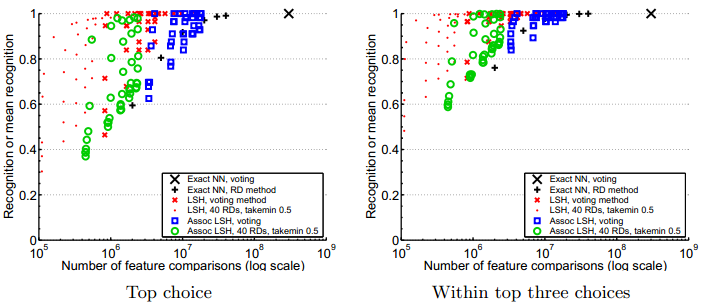 Recognition or mean recognition
1
0.8
0.6
0.4
0.2
0
Exact NN, voting
Exact NN, RD method
LSH, voting method
LSH, 40 RDs, takemin 0.5
Assoc LSH, voting
Assoc LSH, 40 RDs, takemin 0.5
10^5
10^6
10^7
10^8
10^9
Number of feature comparisons (log scale)
Top choice
Recognition or mean recognition
1
0.8
0.6
0.4
0.2
0
Exact NN, voting
Exact NN, RD method
LSH, voting method
LSH, 40 RDs, takemin 0.5
Assoc LSH, voting
Assoc LSH, 40 RDs, takemin 0.5
10^5
10^6
10^7
10^8
10^9
Number of feature comparisons (log scale)
Within top three choices